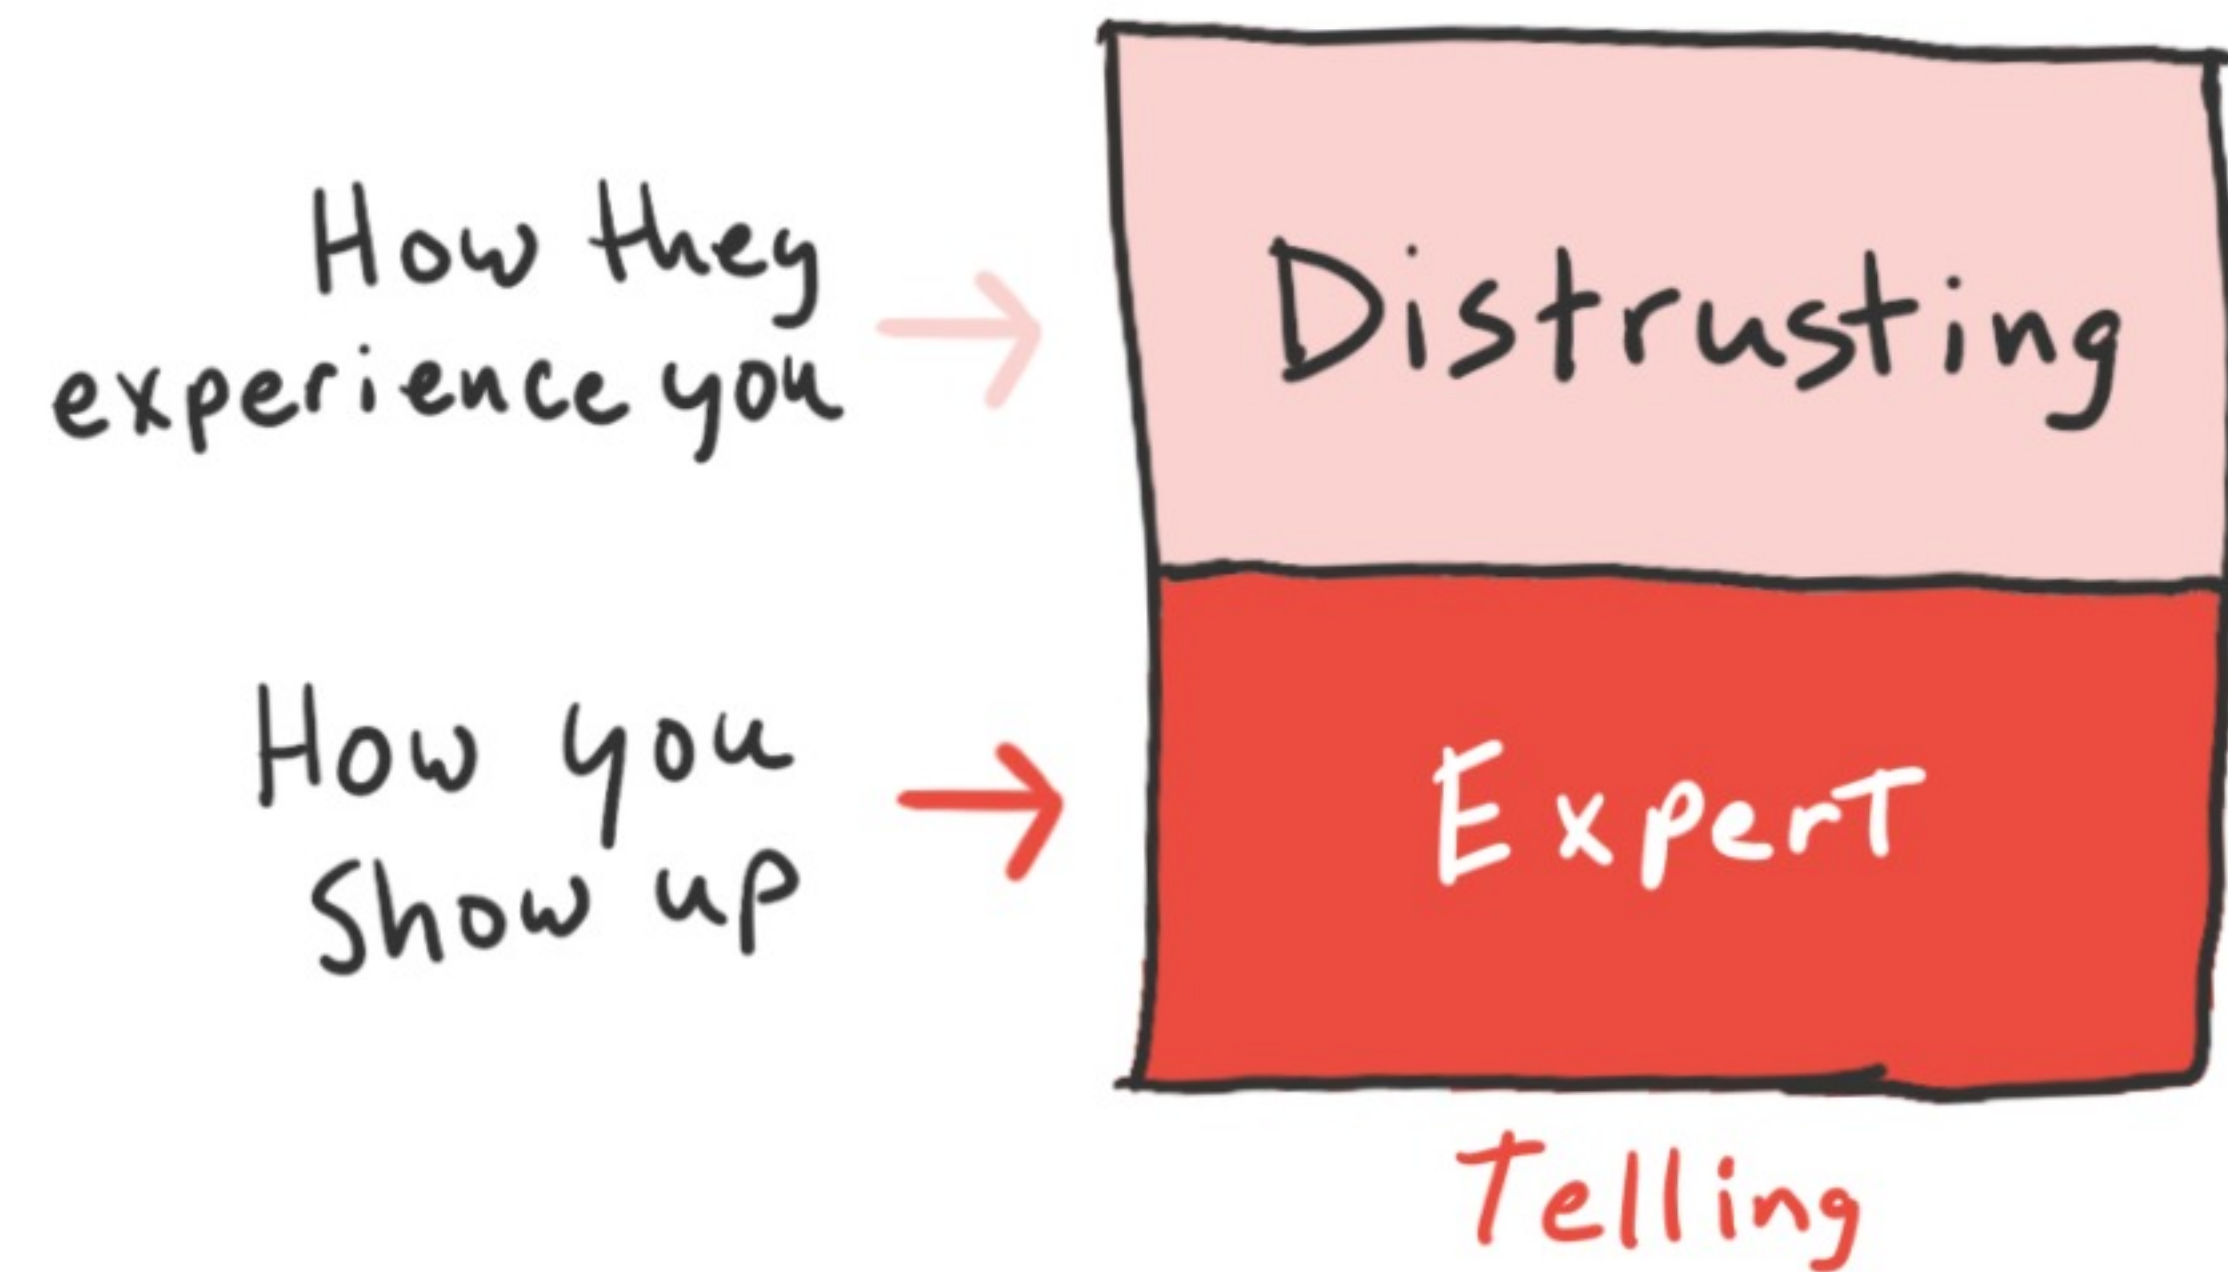 How they
experience you
Distrusting
How you
show up
Expert
Telling